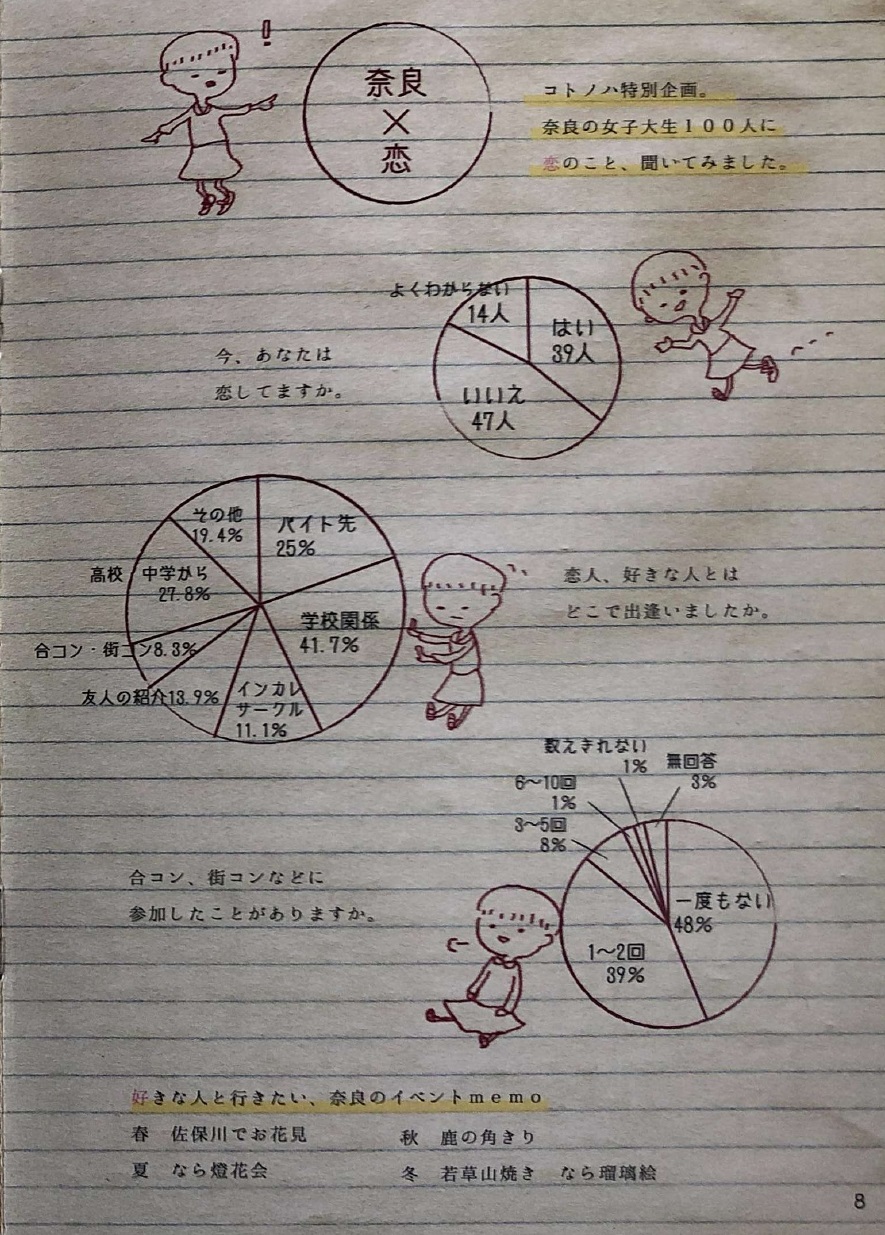 奈良
×
恋
コトノハ特別企画。
奈良の女子大生１００人に
恋のこと、聞いてみました。
今、あなたは
恋してますか。
よくわからない
14人
はい
39人
いいえ
47人
その他
19.4%
バイト先
25%
高校 中学から
27.8%
学校関係
41.7%
合コン・街コン8.3%
友人の紹介13.9%
インカレ
サークル
11.1%
恋人、好きな人とは
どこで出逢いましたか。
合コン、街コンなどに
参加したことがありますか。
数えきれない
1%
無回答
3%
6〜10回
1%
3〜5回
8%
一度もない
48%
1〜2回
39%
好きな人と行きたい、奈良のイベントｍｅｍｏ
春　佐保川でお花見
秋　鹿の角きり
夏　なら燈花会
冬　若草山焼き　なら瑠璃絵
8